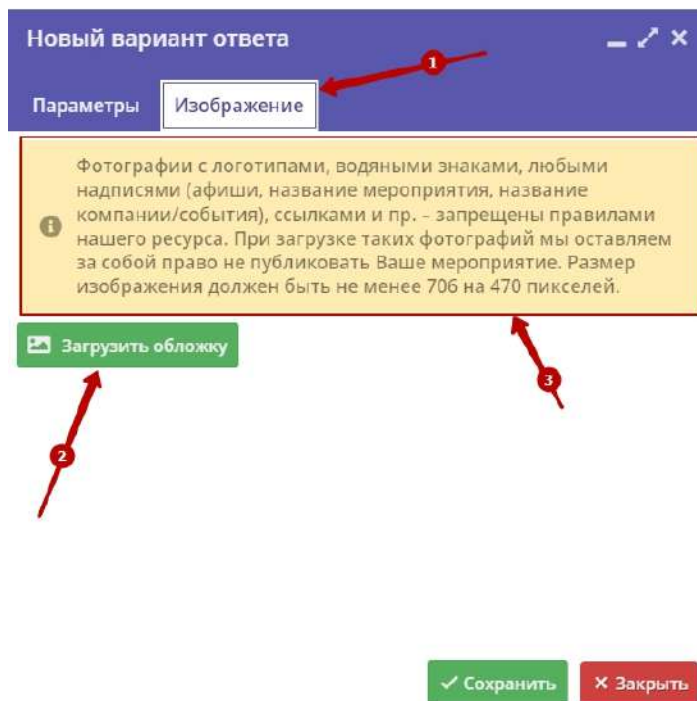 Новый вариант ответа
1
Параметры Изображение
Фотографии с логотипами, водяными знаками, любыми
надписями (афиши, название мероприятия, название
компании/события), ссылками и пр. – запрещены правилами
нашего ресурса. При загрузке таких фотографий мы оставляем
за собой право не публиковать Ваше мероприятие. Размер
изображения должен быть не менее 706 на 470 пикселей.
Загрузить обложку
3
2
Сохранить Закрыть